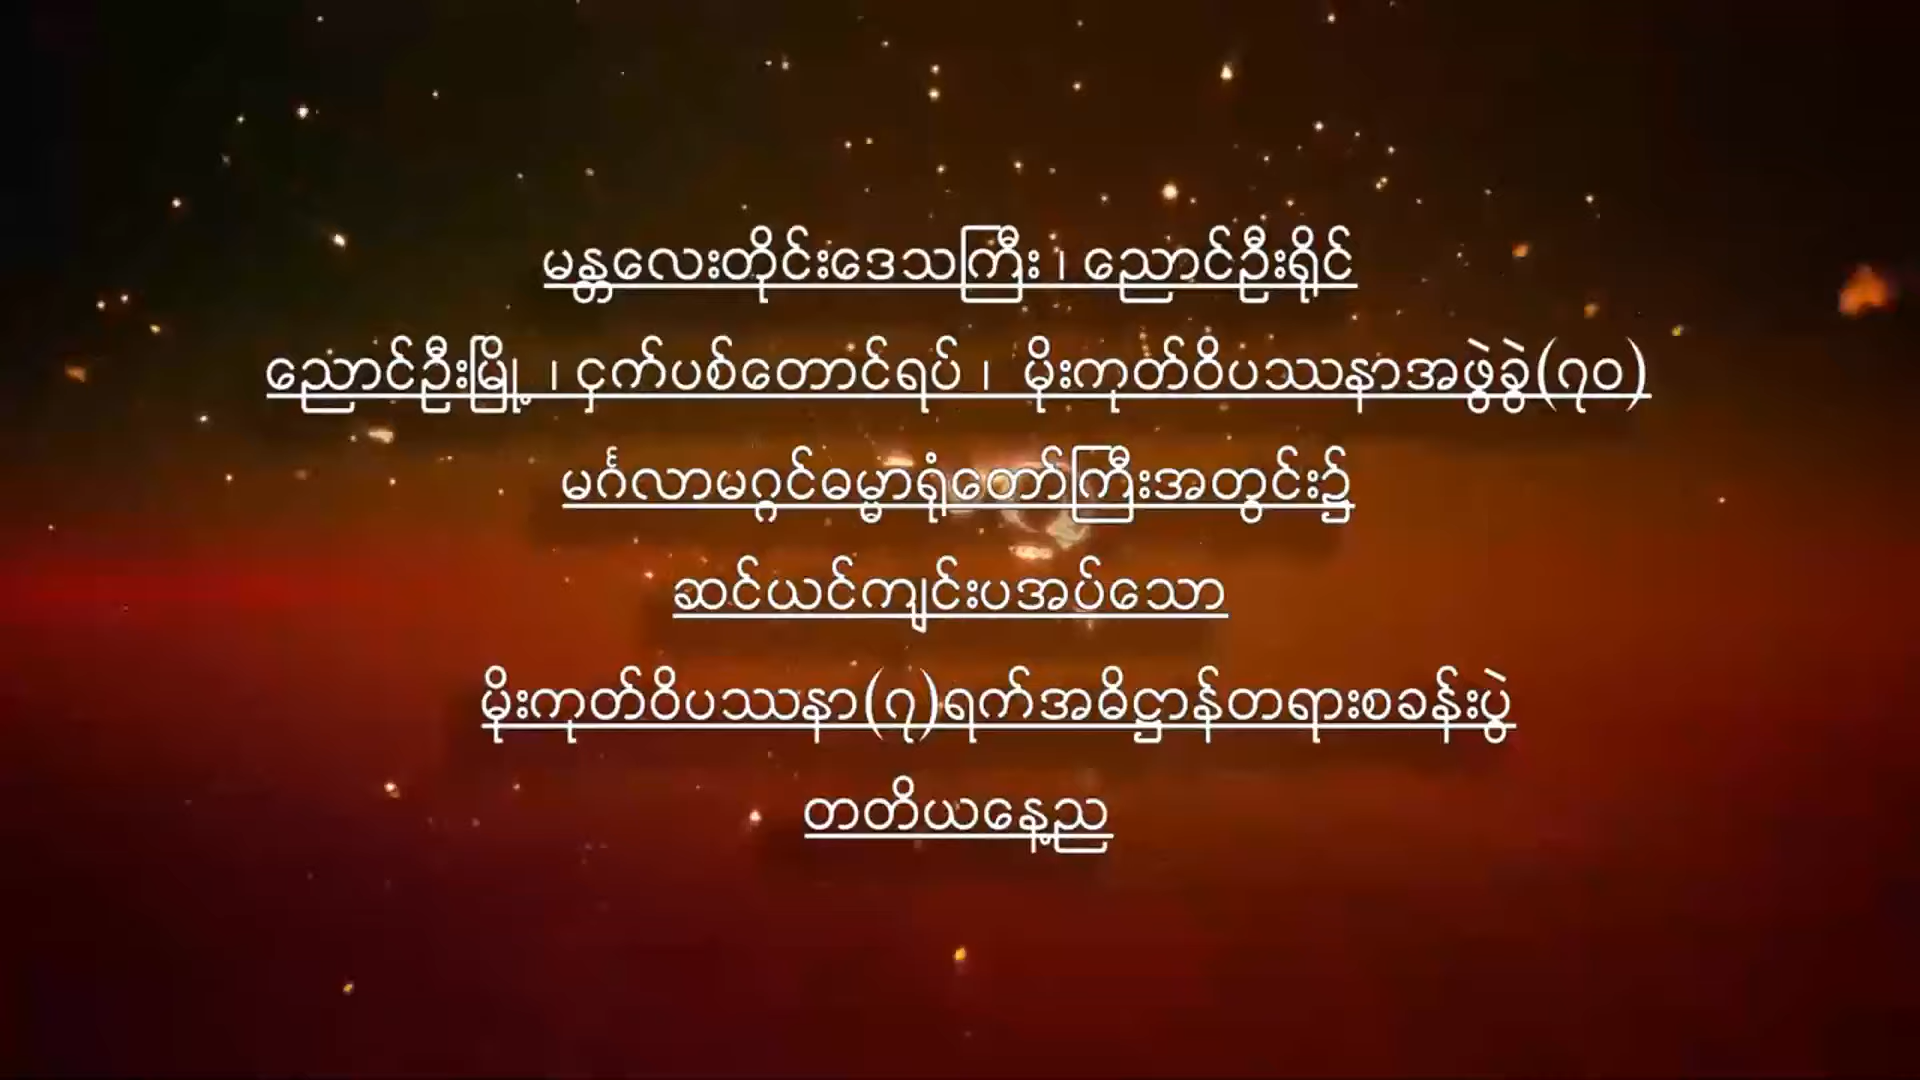 မန္တလေးတိုင်းဒေသကြီး ၊ ညောင်ဦးရိုင်
ညောင်ဦးမြို့ ၊ ငှက်ပစ်တောင်ရပ် ၊ မိုးကုတ်ဝိပဿနာအဖွဲ့ခွဲ(၇၀)
မင်္ဂလာမဂ္ဂင်ဓမ္မာရုံတော်ကြီးအတွင်း၌
ဆင်ယင်ကျင်းပအပ်သော
မိုးကုတ်ဝိပဿနာ(၇)ရက်အဓိဋ္ဌာန်တရားစခန်းပွဲ
တတိယနေ့ည